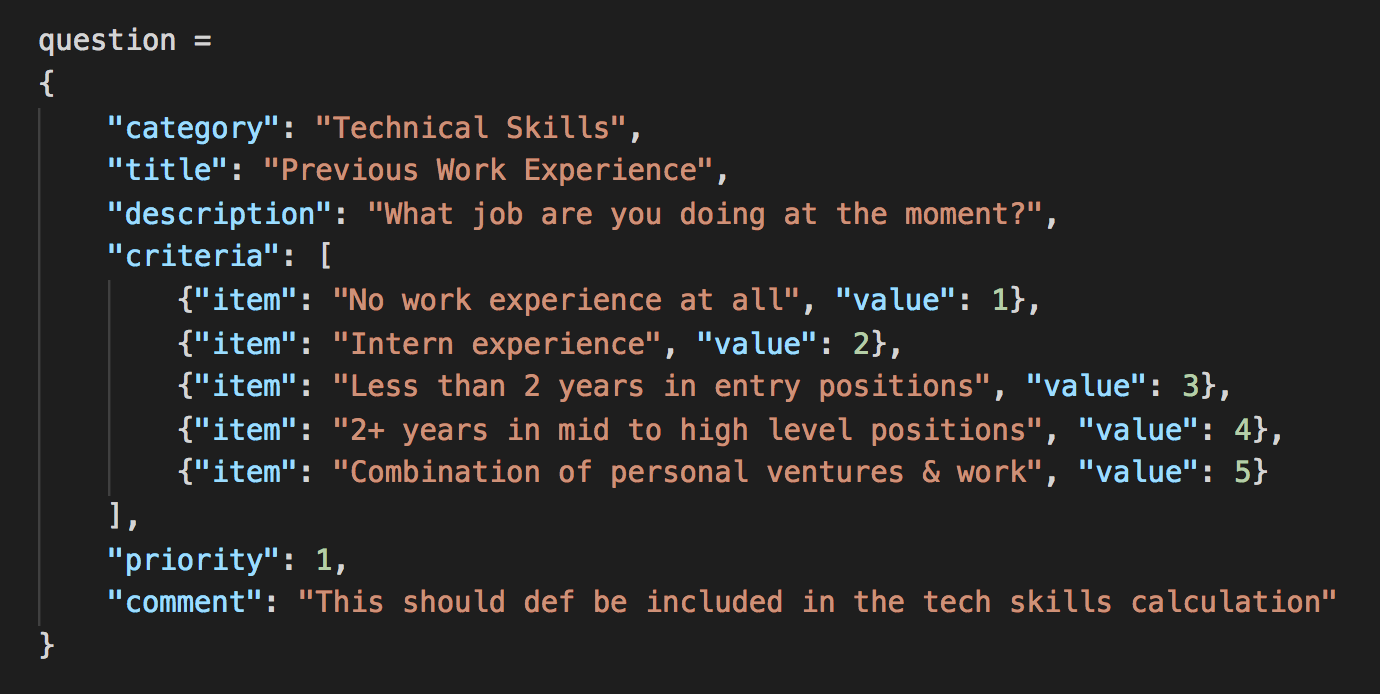 question =
{
"category": "Technical Skills",
"title": "Previous Work Experience",
"description": "What job are you doing at the moment?",
"criteria": [
{"item": "No work experience at all", "value": 1},
{"item": "Intern experience", "value": 2},
{"item": "Less than 2 years in entry positions", "value": 3},
{"item": "2+ years in mid to high level positions", "value": 4},
{"item": "Combination of personal ventures & work", "value": 5}
],
"priority": 1,
"comment": "This should def be included in the tech skills calculation"
}